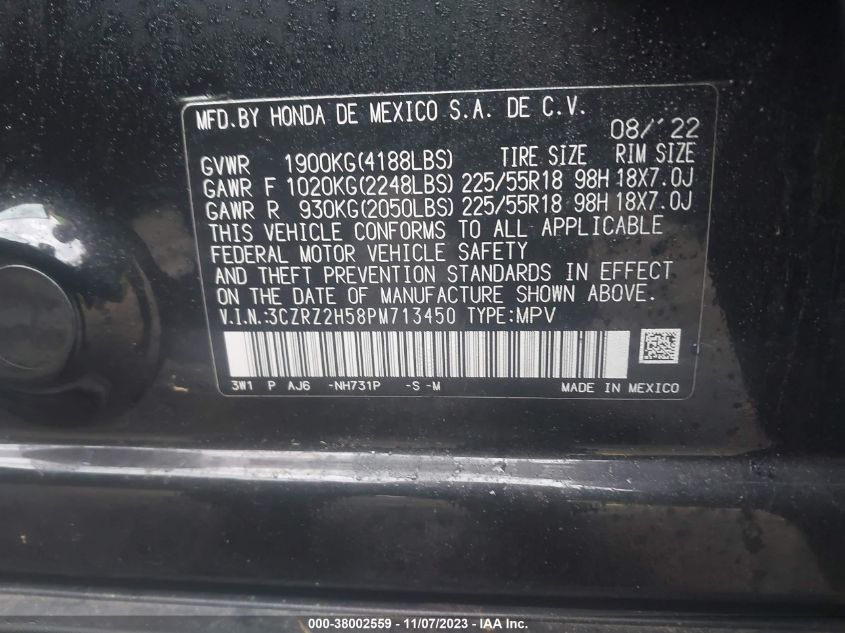 MFD.BY HONDA DE MEXICO S.A. DE C.V.
08/'22
GVWR 1900KG(4188LBS) TIRE SIZE RIM SIZE
GAWR F 1020KG(2248LBS) 225/55R18 98H 18X7.0J
GAWR R 930KG(2050LBS) 225/55R18 98H 18X7.0J
THIS VEHICLE CONFORMS TO ALL APPLICABLE
FEDERAL MOTOR VEHICLE SAFETY
AND THEFT PREVENTION STANDARDS IN EFFECT
ON THE DATE OF MANUFACTURE SHOWN ABOVE.
V.I.N.:3CZRZ2H58PM713450 TYPE:MPV
3W1 P AJ6 -NH731P -S -M MADE IN MEXICO
000-38002559 - 11/07/2023 - IAA Inc.